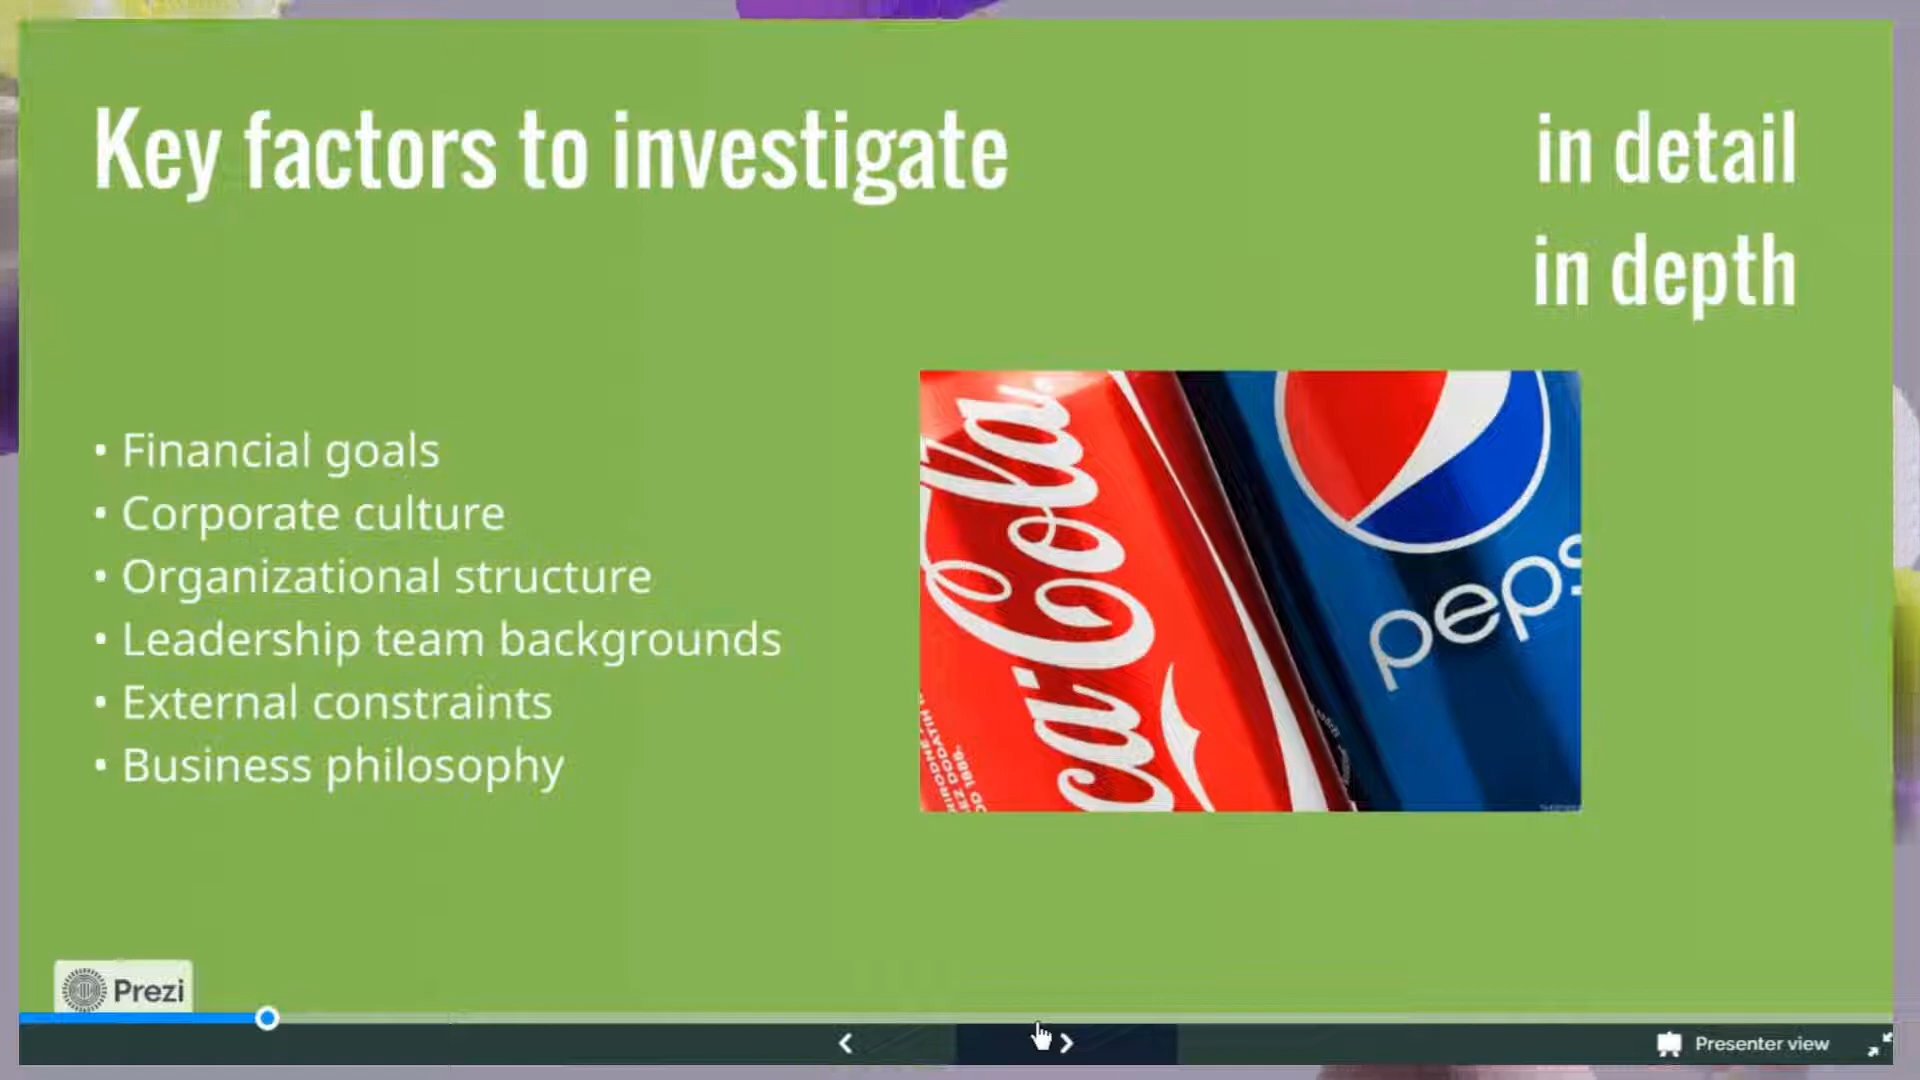 Key factors to investigate
in detail
in depth
• Financial goals
• Corporate culture
• Organizational structure
• Leadership team backgrounds
• External constraints
• Business philosophy
Coca-Cola
pepsi
Prezi
Presenter view